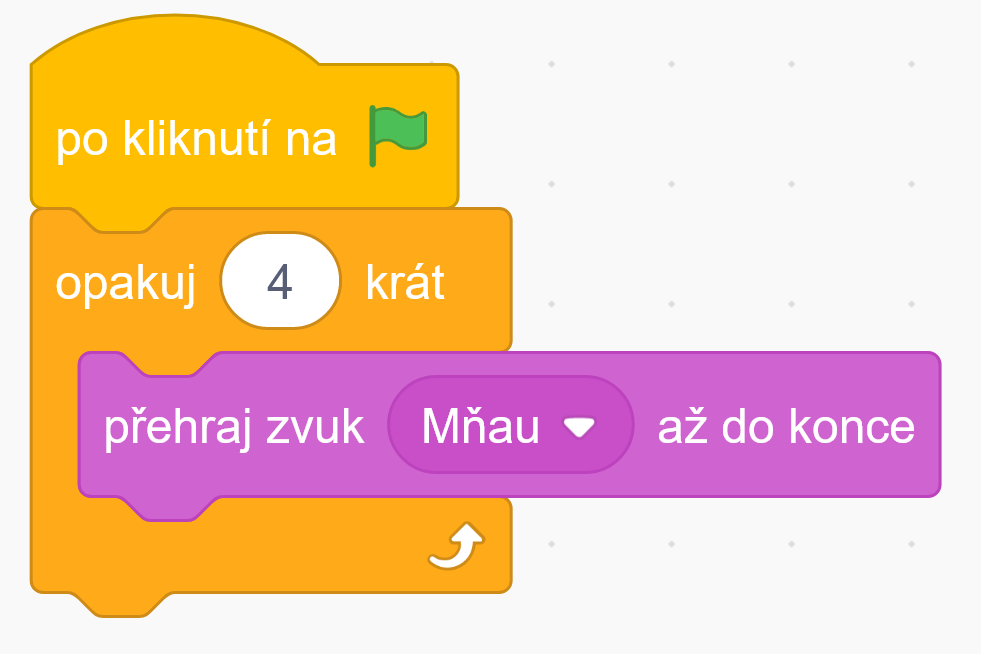 po kliknutí na
opakuj 4 krát
přehraj zvuk Mňau až do konce